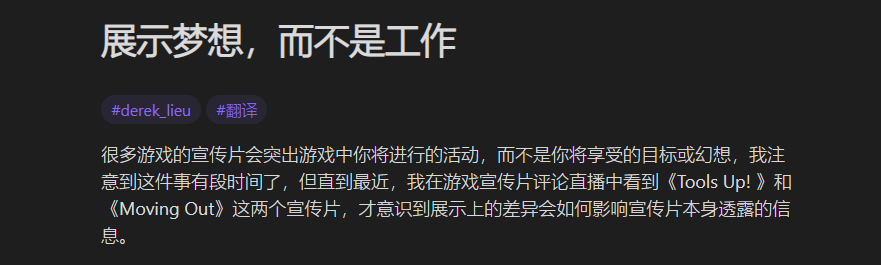 展示梦想，而不是工作
#derek_lieu #翻译
很多游戏的宣传片会突出游戏中你将进行的活动，而不是你将享受的目标或幻想，我注
意到这件事有段时间了，但直到最近，我在游戏宣传片评论直播中看到《Tools Up! 》和
《Moving Out》这两个宣传片，才意识到展示上的差异会如何影响宣传片本身透露的信
息。